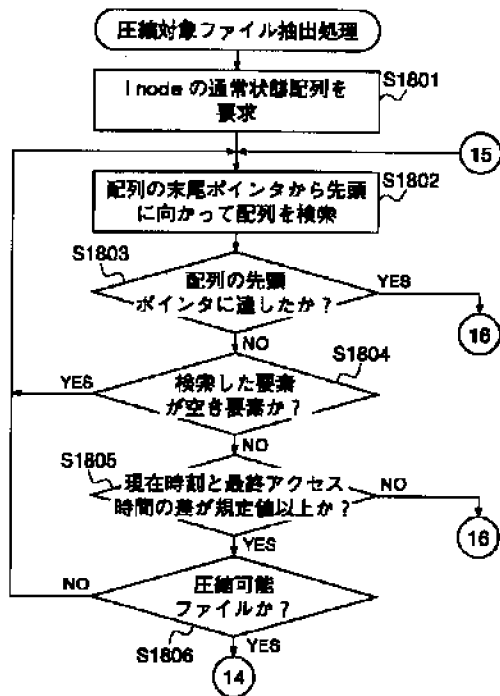 圧縮対象ファイル抽出処理
S1801
Inodeの通常状態配列を
要求
15
S1802
配列の末尾ポインタから先頭
に向かって配列を検索
S1803
配列の先頭
ポインタに達したか？
YES
16
NO
S1804
YES
検索した要素
が空き要素か？
NO
S1805
現在時刻と最終アクセス
時間の差が規定値以上か？
NO
16
YES
NO
圧縮可能
ファイルか？
S1806
YES
14